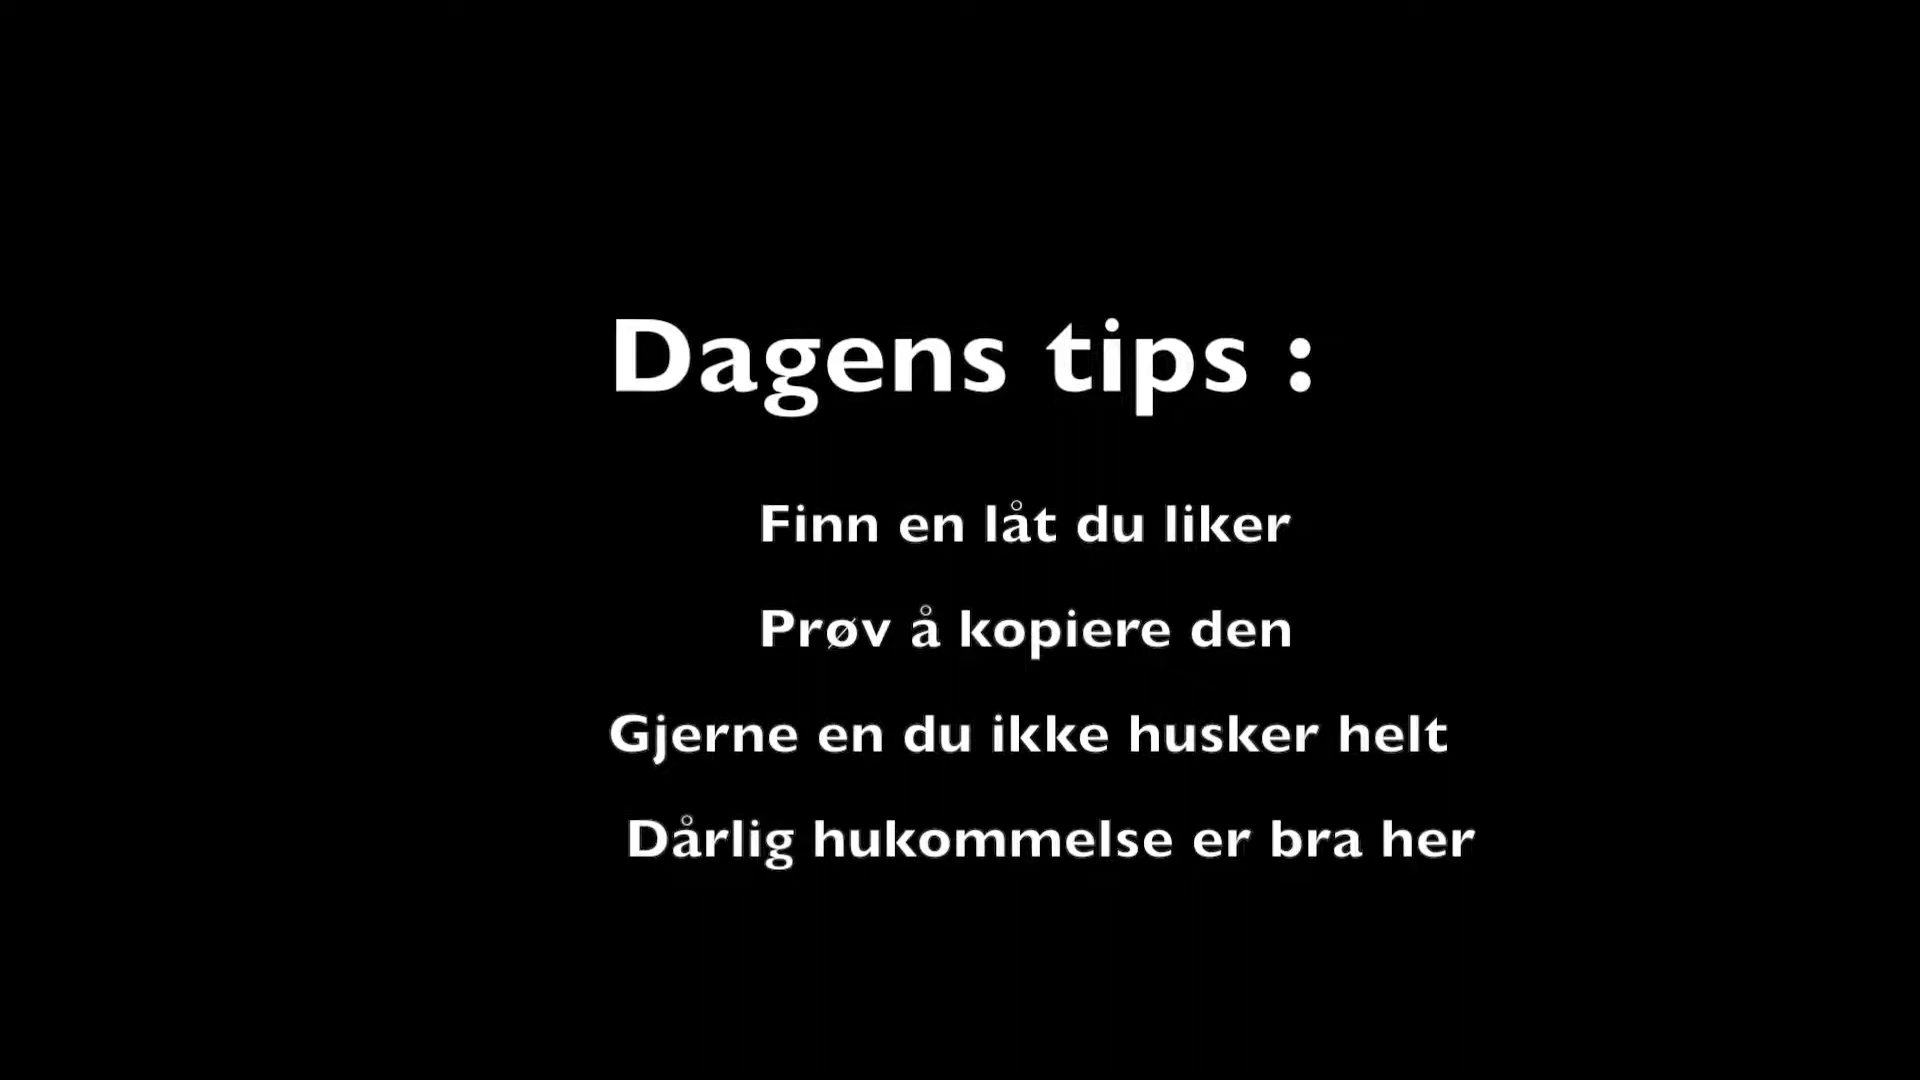 Dagens tips :
Finn en låt du liker
Prøv å kopiere den
Gjerne en du ikke husker helt
Dårlig hukommelse er bra her